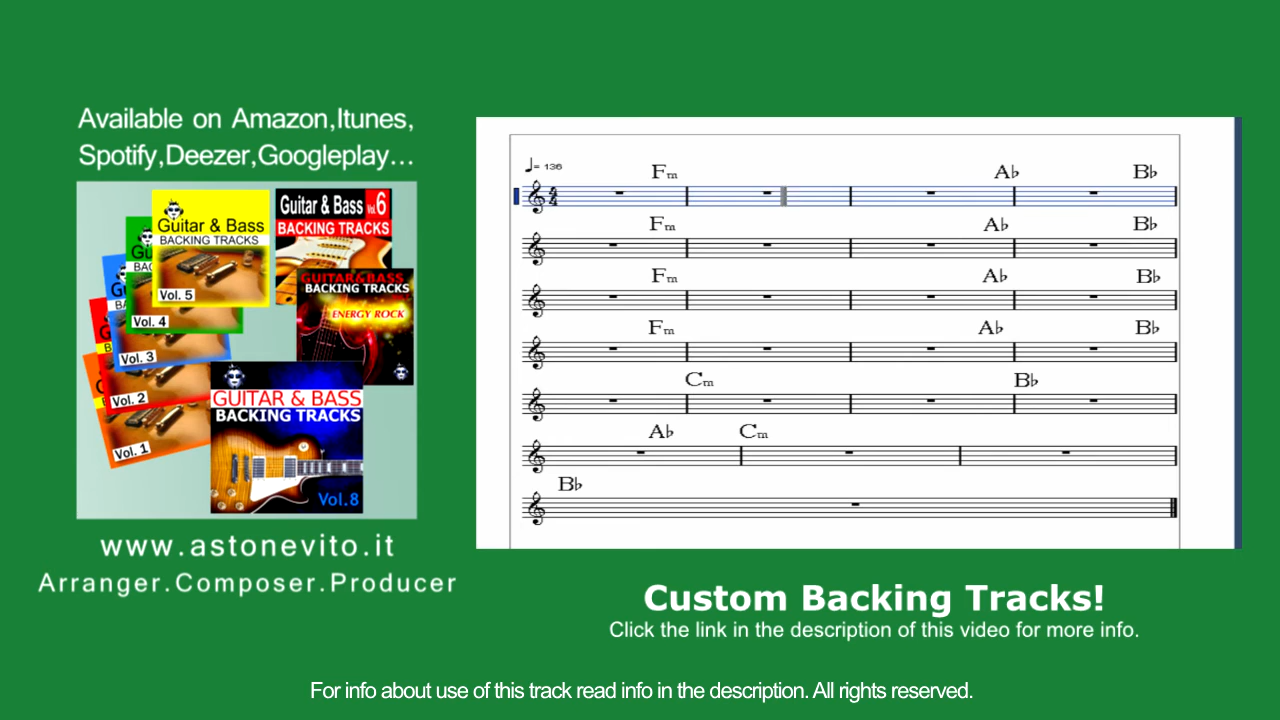 Available on Amazon,Itunes,
Spotify,Deezer,Googleplay...
Guitar & Bass
BACKING TRACKS
Vol. 5
Guitar & Bass Vol.6
BACKING TRACKS
GUITAR & BASS
BACKING TRACKS
ENERGY ROCK
Vol. 4
Vol. 3
Vol. 2
Vol. 1
GUITAR & BASS
BACKING TRACKS
Vol.8
www.astonevito.it
Arranger.Composer.Producer
♩= 136
Fm A♭ B♭
4
4
Fm A♭ B♭
Fm A♭ B♭
Fm A♭ B♭
Cm B♭
A♭ Cm
B♭
Custom Backing Tracks!
Click the link in the description of this video for more info.
For info about use of this track read info in the description. All rights reserved.